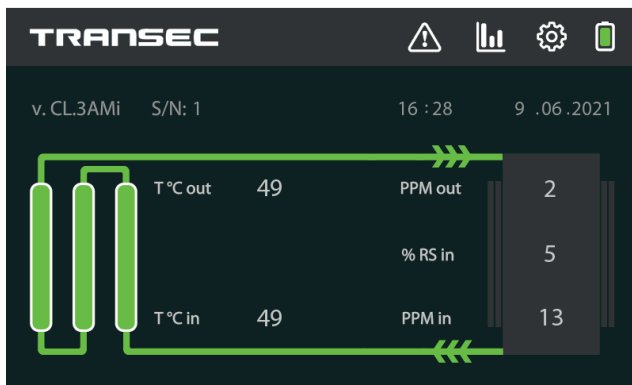 TRANSEC
v. CL.3AMi S/N: 1 16 : 28 9 .06 .2021
T °C out 49 PPM out 2
% RS in 5
T °C in 49 PPM in 13